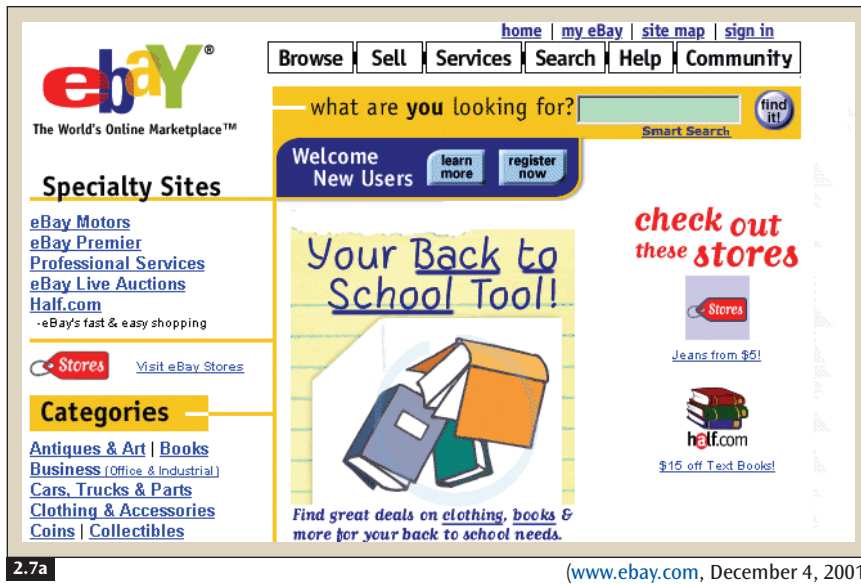 ebaY®
The World's Online Marketplace™
home | my eBay | site map | sign in
Browse Sell Services Search Help Community
what are you looking for? find it!
Smart Search
Welcome New Users
learn more
register now
Specialty Sites
eBay Motors
eBay Premier
Professional Services
eBay Live Auctions
Half.com
-eBay's fast & easy shopping
Stores Visit eBay Stores
Categories
Antiques & Art | Books
Business (Office & Industrial)
Cars, Trucks & Parts
Clothing & Accessories
Coins | Collectibles
Your Back to
School Tool!
Find great deals on clothing, books &
more for your back to school needs.
check out
these stores
Stores
Jeans from $5!
half.com
$15 off Text Books!
2.7a
(www.ebay.com, December 4, 2001